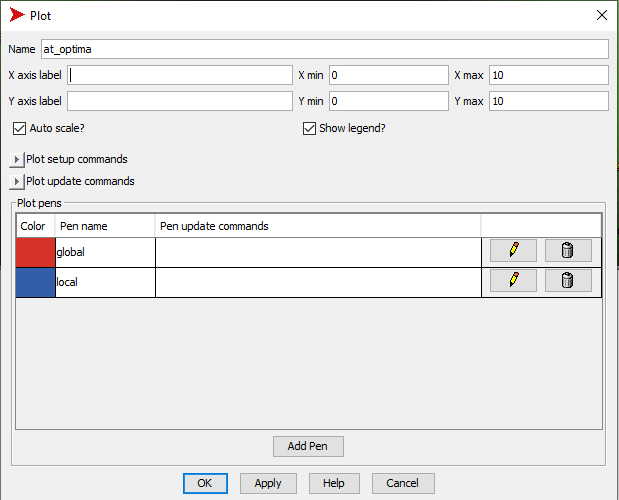 Plot
Name at_optima
X axis label X min 0 X max 10
Y axis label Y min 0 Y max 10
Auto scale? Show legend?
Plot setup commands
Plot update commands
Plot pens
Color Pen name Pen update commands
global
local
Add Pen
OK Apply Help Cancel